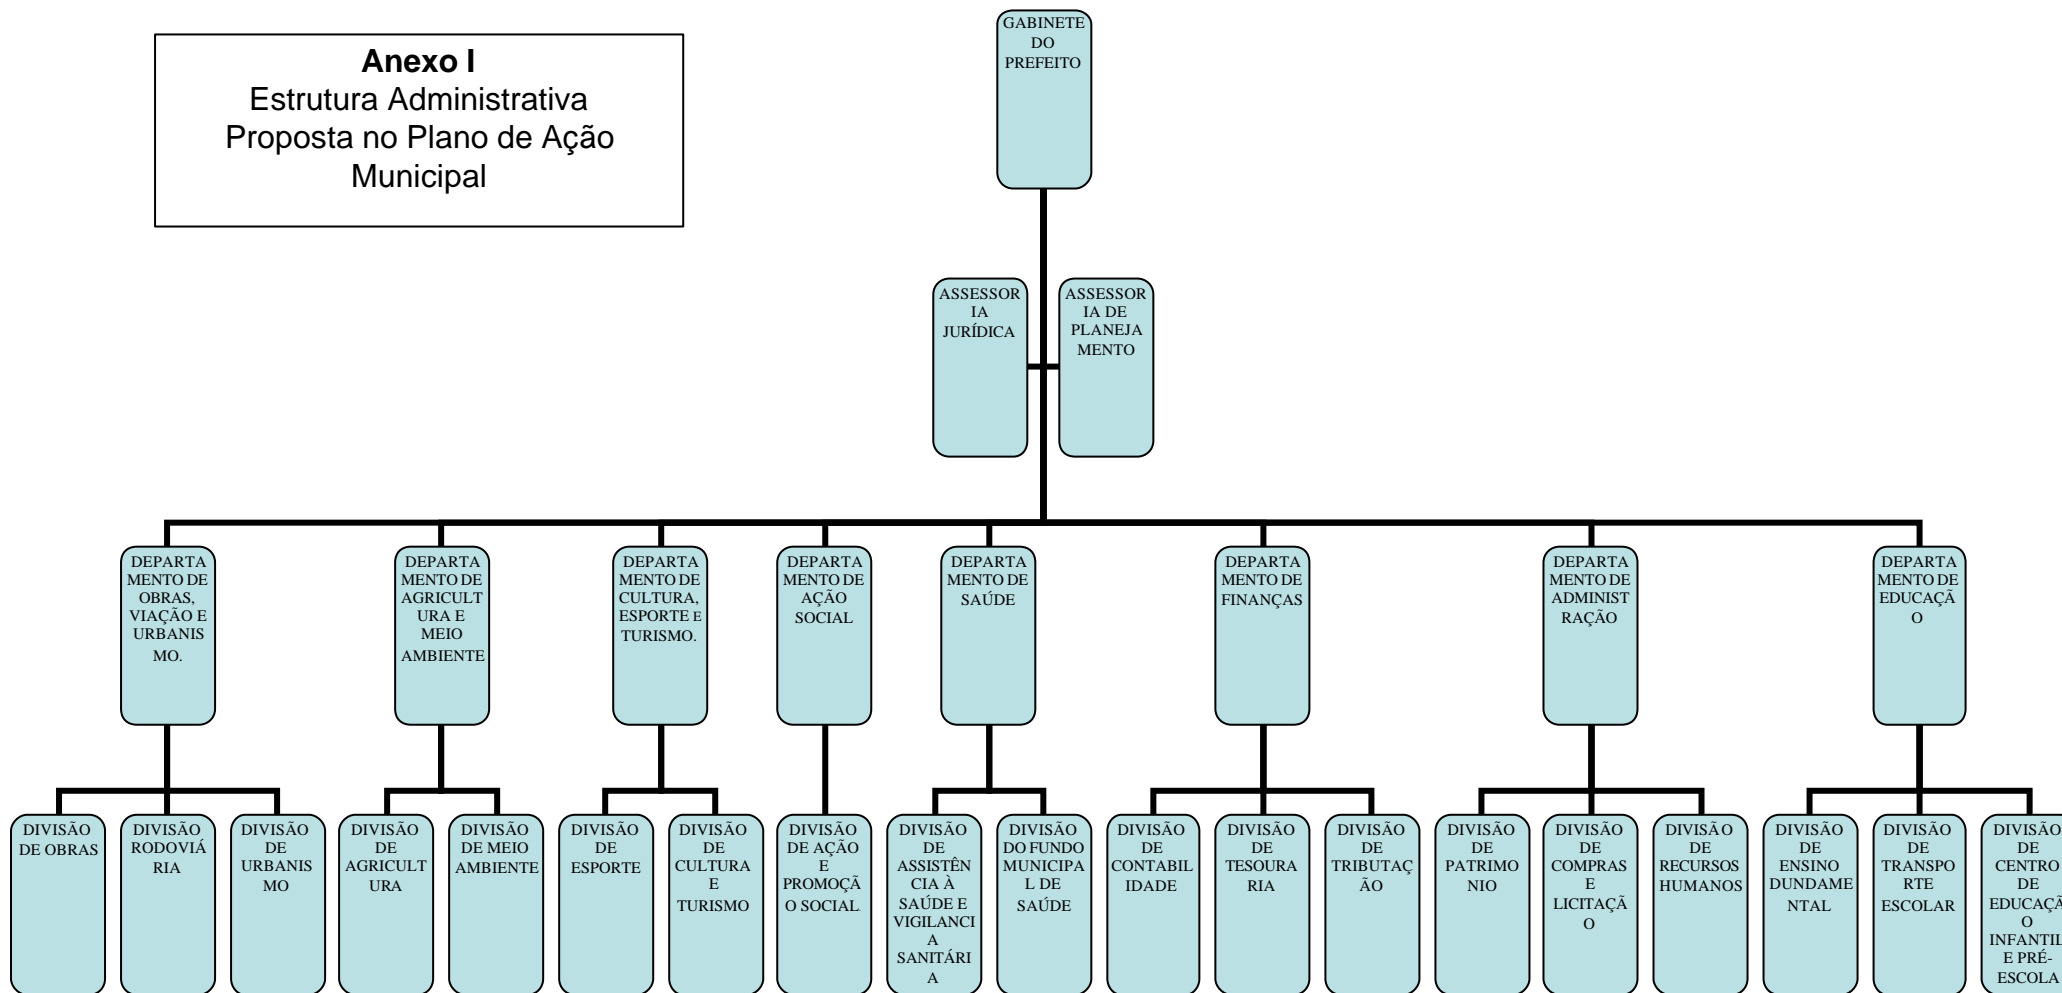 Anexo I
Estrutura Administrativa
Proposta no Plano de Ação
Municipal
GABINETE
DO
PREFEITO
ASSESSOR
IA
JURÍDICA
ASSESSOR
IA DE
PLANEJA
MENTO
DEPARTA
MENTO DE
OBRAS,
VIAÇÃO E
URBANIS
MO.
DEPARTA
MENTO DE
AGRICULT
URA E
MEIO
AMBIENTE
DEPARTA
MENTO DE
CULTURA,
ESPORTE E
TURISMO.
DEPARTA
MENTO DE
AÇÃO
SOCIAL
DEPARTA
MENTO DE
SAÚDE
DEPARTA
MENTO DE
FINANÇAS
DEPARTA
MENTO DE
ADMINIST
RAÇÃO
DEPARTA
MENTO DE
EDUCAÇÃ
O
DIVISÃO
DE OBRAS
DIVISÃO
RODOVIÁ
RIA
DIVISÃO
DE
URBANIS
MO
DIVISÃO
DE
AGRICULT
URA
DIVISÃO
DE MEIO
AMBIENTE
DIVISÃO
DE
ESPORTE
DIVISÃO
DE
CULTURA
E
TURISMO
DIVISÃO
DE AÇÃO
E
PROMOÇÃ
O SOCIAL.
DIVISÃO
DE
ASSISTÊN
CIA À
SAÚDE E
VIGILANCI
A
SANITÁRI
A
DIVISÃO
DO FUNDO
MUNICIPA
L DE
SAÚDE
DIVISÃO
DE
CONTABIL
IDADE
DIVISÃO
DE
TESOURA
RIA
DIVISÃO
DE
TRIBUTAÇ
ÃO
DIVISÃO
DE
PATRIMO
NIO
DIVISÃO
DE
COMPRAS
E
LICITAÇÃ
O
DIVISÃO
DE
RECURSOS
HUMANOS
DIVISÃO
DE
ENSINO
DUNDAME
NTAL
DIVISÃO
DE
TRANSPO
RTE
ESCOLAR
DIVISÃO
DE
CENTRO
DE
EDUCAÇÃ
O
INFANTIL
E PRÉ-
ESCOLA